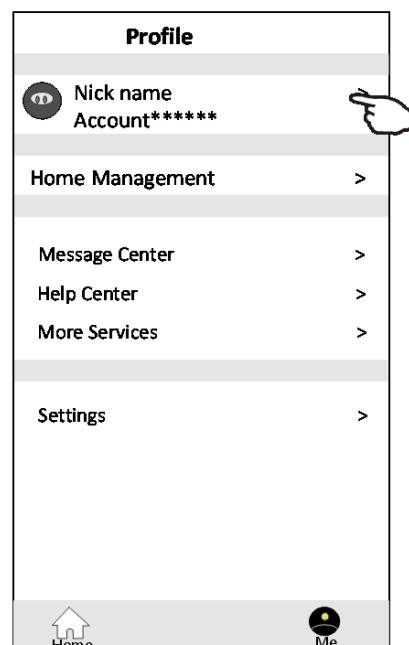 Profile
Nick name
>
Account******
Home Management >
Message Center >
Help Center >
More Services >
Settings >
Home
Me